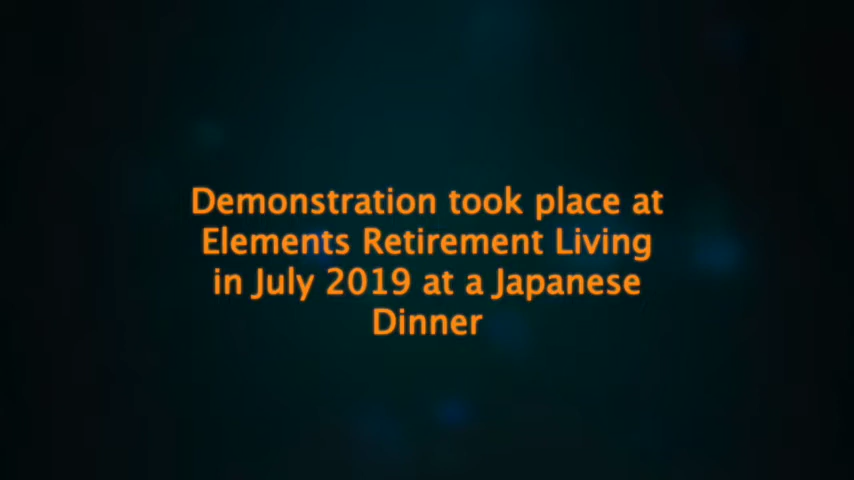 Demonstration took place at
Elements Retirement Living
in July 2019 at a Japanese
Dinner